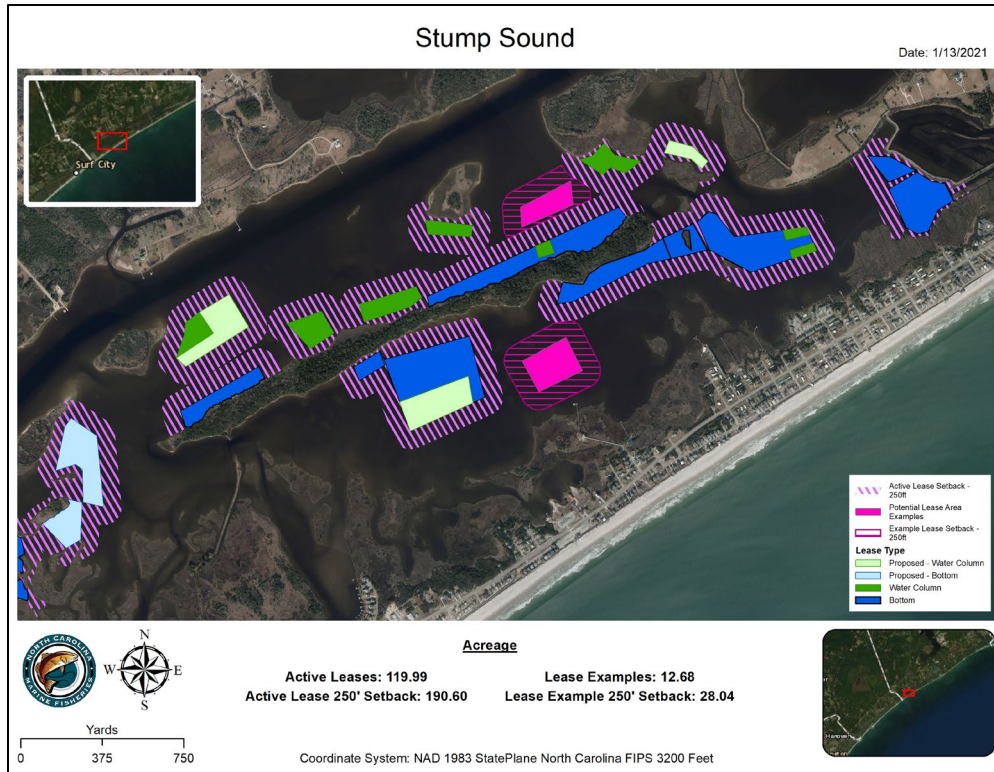 Stump Sound
Date: 1/13/2021
Surf City
Active Lease Setback -
250ft
Potential Lease Area
Examples
Example Lease Setback -
250ft
Lease Type
Proposed - Water Column
Proposed - Bottom
Water Column
Bottom
NORTH CAROLINA
MARINE FISHERIES
N
W E
S
Acreage
Active Leases: 119.99
Active Lease 250' Setback: 190.60
Lease Examples: 12.68
Lease Example 250' Setback: 28.04
Yards
0 375 750
Coordinate System: NAD 1983 StatePlane North Carolina FIPS 3200 Feet